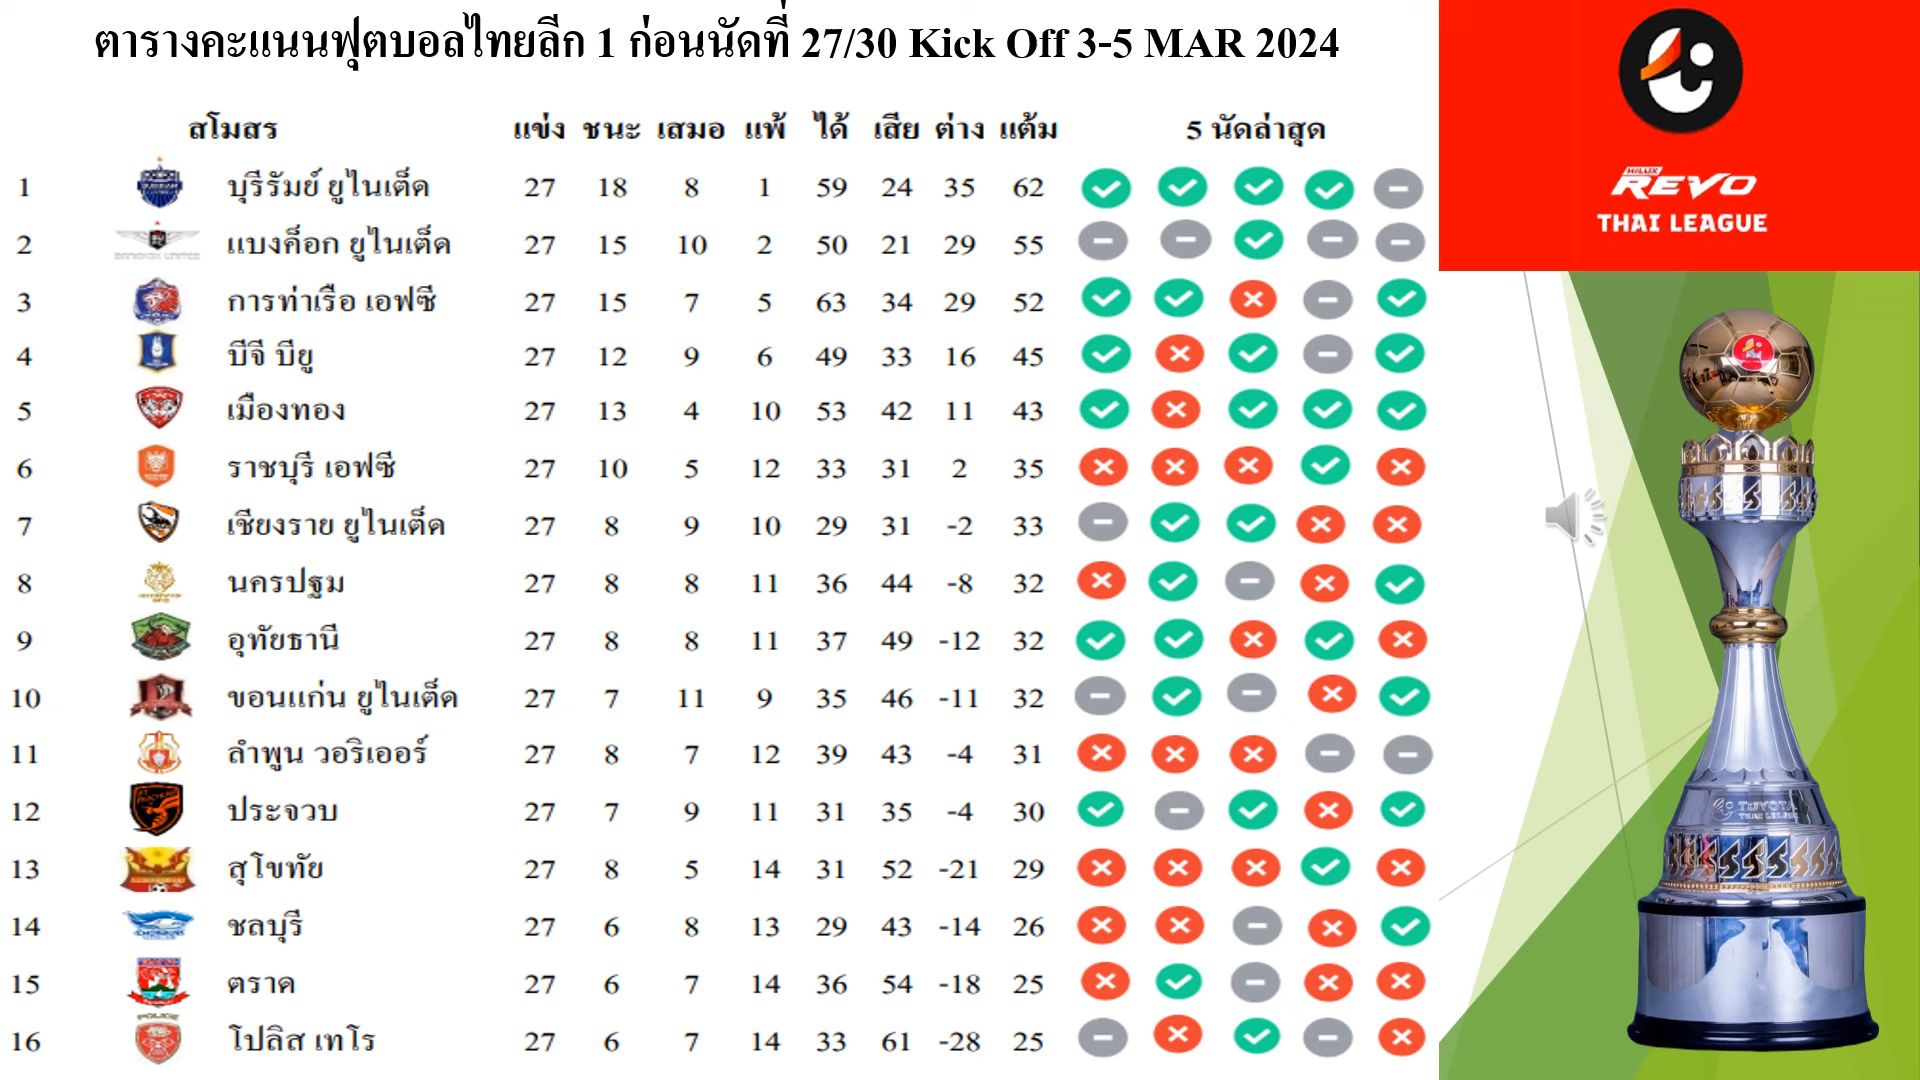 ตารางคะแนนฟุตบอลไทยลีก 1 ก่อนนัดที่ 27/30 Kick Off 3-5 MAR 2024
สโมสร แข่ง ชนะ เสมอ แพ้ ได้ เสีย ต่าง แต้ม 5 นัดล่าสุด
1 บุรีรัมย์ ยูไนเต็ด 27 18 8 1 59 24 35 62
2 แบงค็อก ยูไนเต็ด 27 15 10 2 50 21 29 55
3 การท่าเรือ เอฟซี 27 15 7 5 63 34 29 52
4 บีจี บียู 27 12 9 6 49 33 16 45
5 เมืองทอง 27 13 4 10 53 42 11 43
6 ราชบุรี เอฟซี 27 10 5 12 33 31 2 35
7 เชียงราย ยูไนเต็ด 27 8 9 10 29 31 -2 33
8 นครปฐม 27 8 8 11 36 44 -8 32
9 อุทัยธานี 27 8 8 11 37 49 -12 32
10 ขอนแก่น ยูไนเต็ด 27 7 11 9 35 46 -11 32
11 ลำพูน วอริเออร์ 27 8 7 12 39 43 -4 31
12 ประจวบ 27 7 9 11 31 35 -4 30
13 สุโขทัย 27 8 5 14 31 52 -21 29
14 ชลบุรี 27 6 8 13 29 43 -14 26
15 ตราด 27 6 7 14 36 54 -18 25
16 โปลิส เทโร 27 6 7 14 33 61 -28 25
HILUX
REVO
THAI LEAGUE
BANGKOK UNITED
POLICE
TOYOTA
THAI LEAGUE